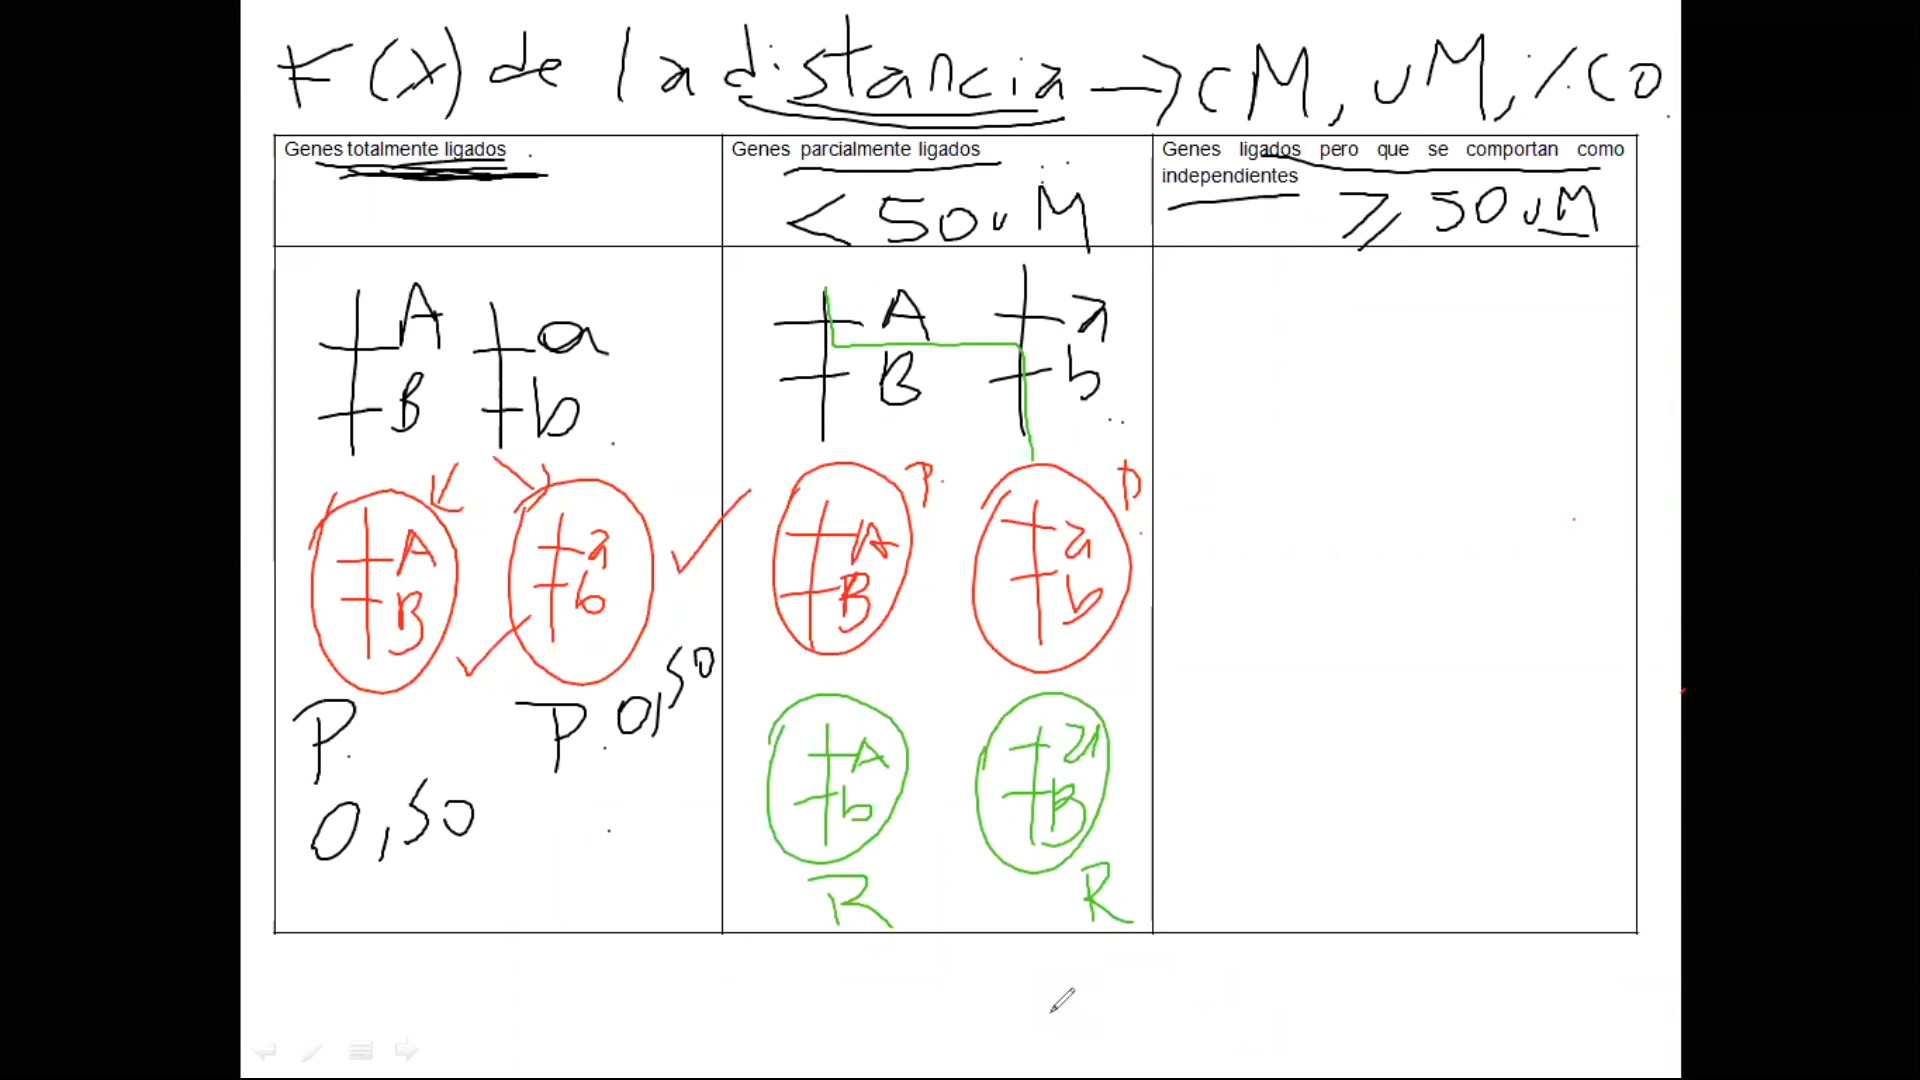 F(x) de la distancia → cM, uM, %CO
Genes totalmente ligados
Genes parcialmente ligados
< 50 uM
Genes ligados pero que se comportan como
independientes
≥ 50 uM
A a
B b
A a
B b
P
0,50
P 0,50
A a
B b
P P
A a
B b
A a
b B
R R